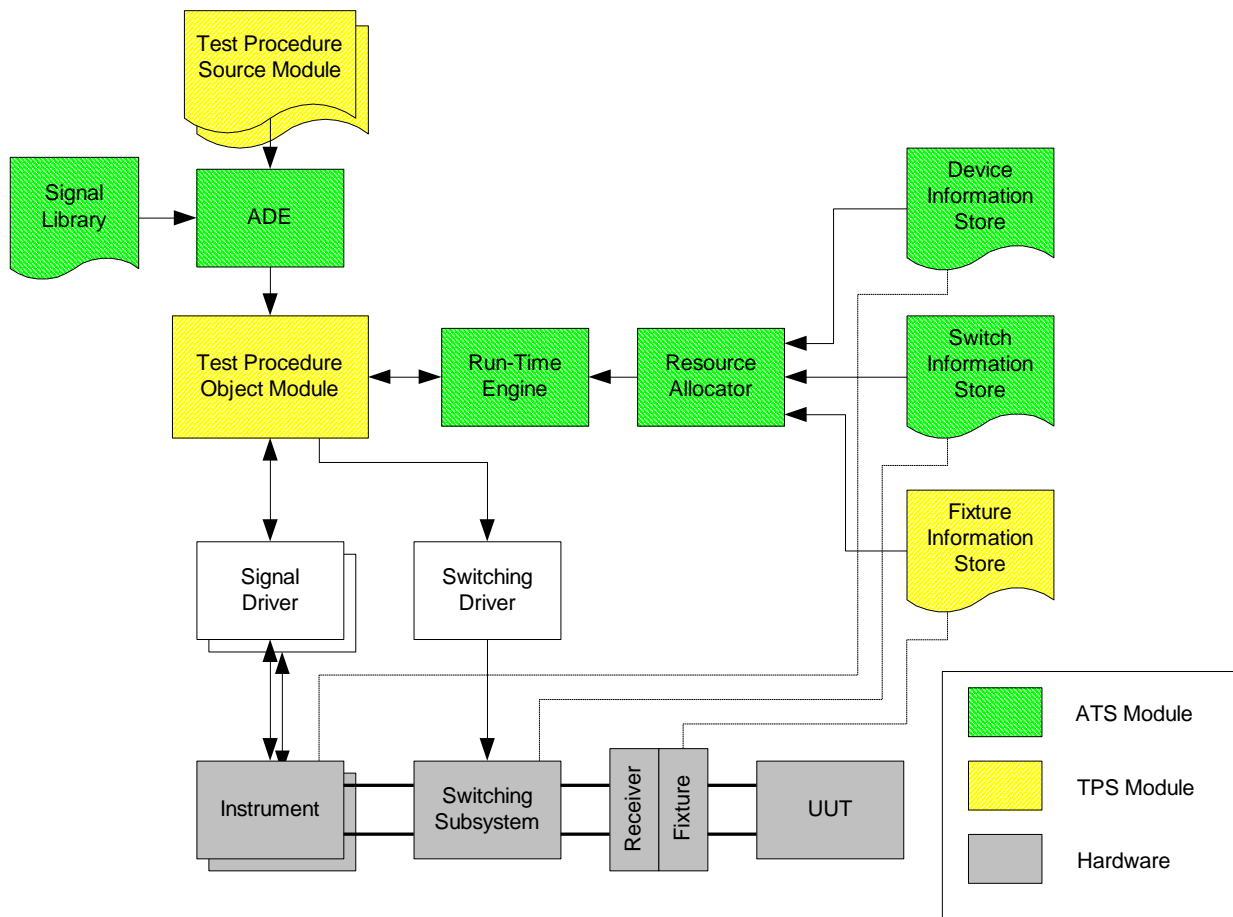 Test Procedure
Source Module
Signal
Library
ADE
Device
Information
Store
Test Procedure
Object Module
Run-Time
Engine
Resource
Allocator
Switch
Information
Store
Fixture
Information
Store
Signal
Driver
Switching
Driver
Instrument
Switching
Subsystem
Receiver
Fixture
UUT
ATS Module
TPS Module
Hardware